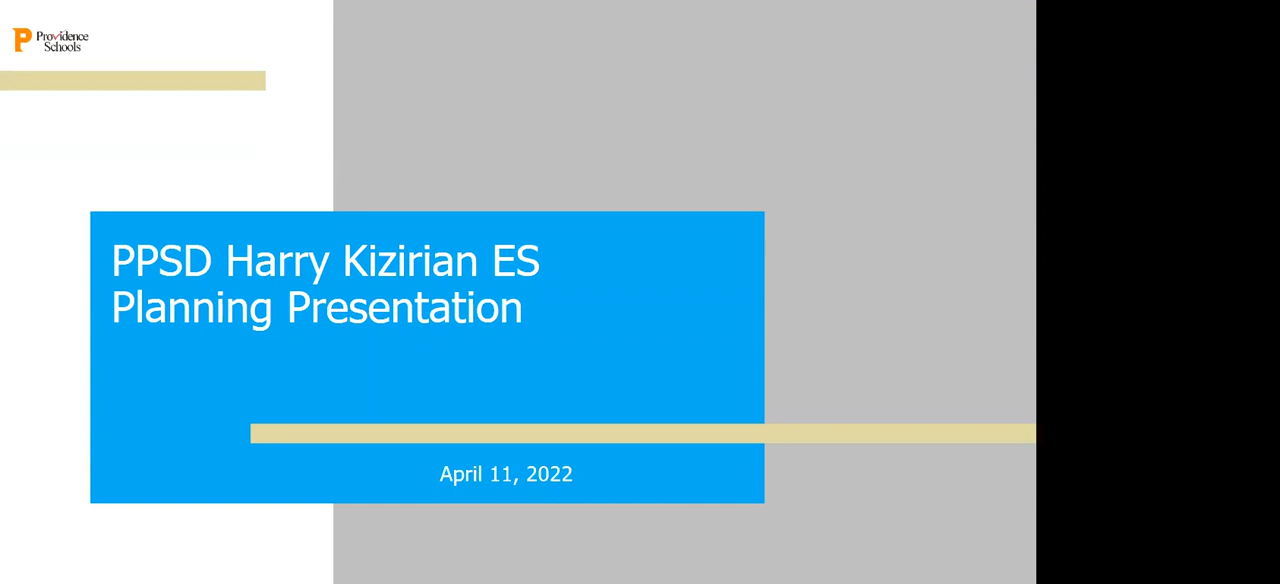 Providence
Schools
PPSD Harry Kizirian ES
Planning Presentation
April 11, 2022